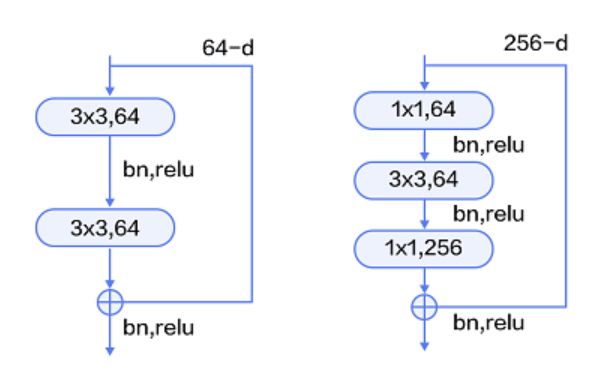 64-d
3x3,64
bn,relu
3x3,64
bn,relu
256-d
1x1,64
bn,relu
3x3,64
bn,relu
1x1,256
bn,relu